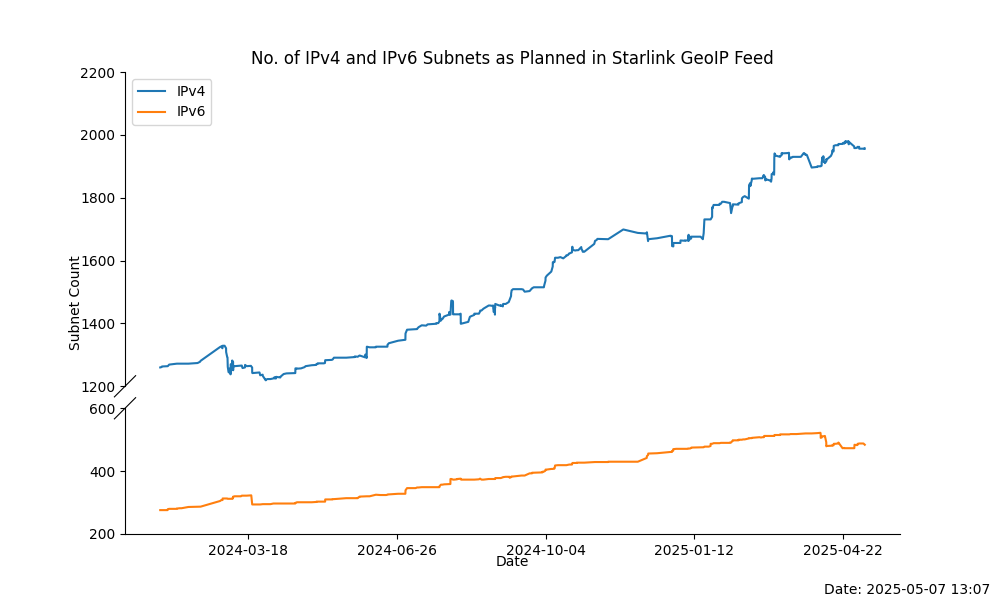 No. of IPv4 and IPv6 Subnets as Planned in Starlink GeoIP Feed
IPv4
IPv6
Subnet Count
2200
2000
1800
1600
1400
1200
600
400
200
2024-03-18
2024-06-26
2024-10-04
2025-01-12
2025-04-22
Date
Date: 2025-05-07 13:07